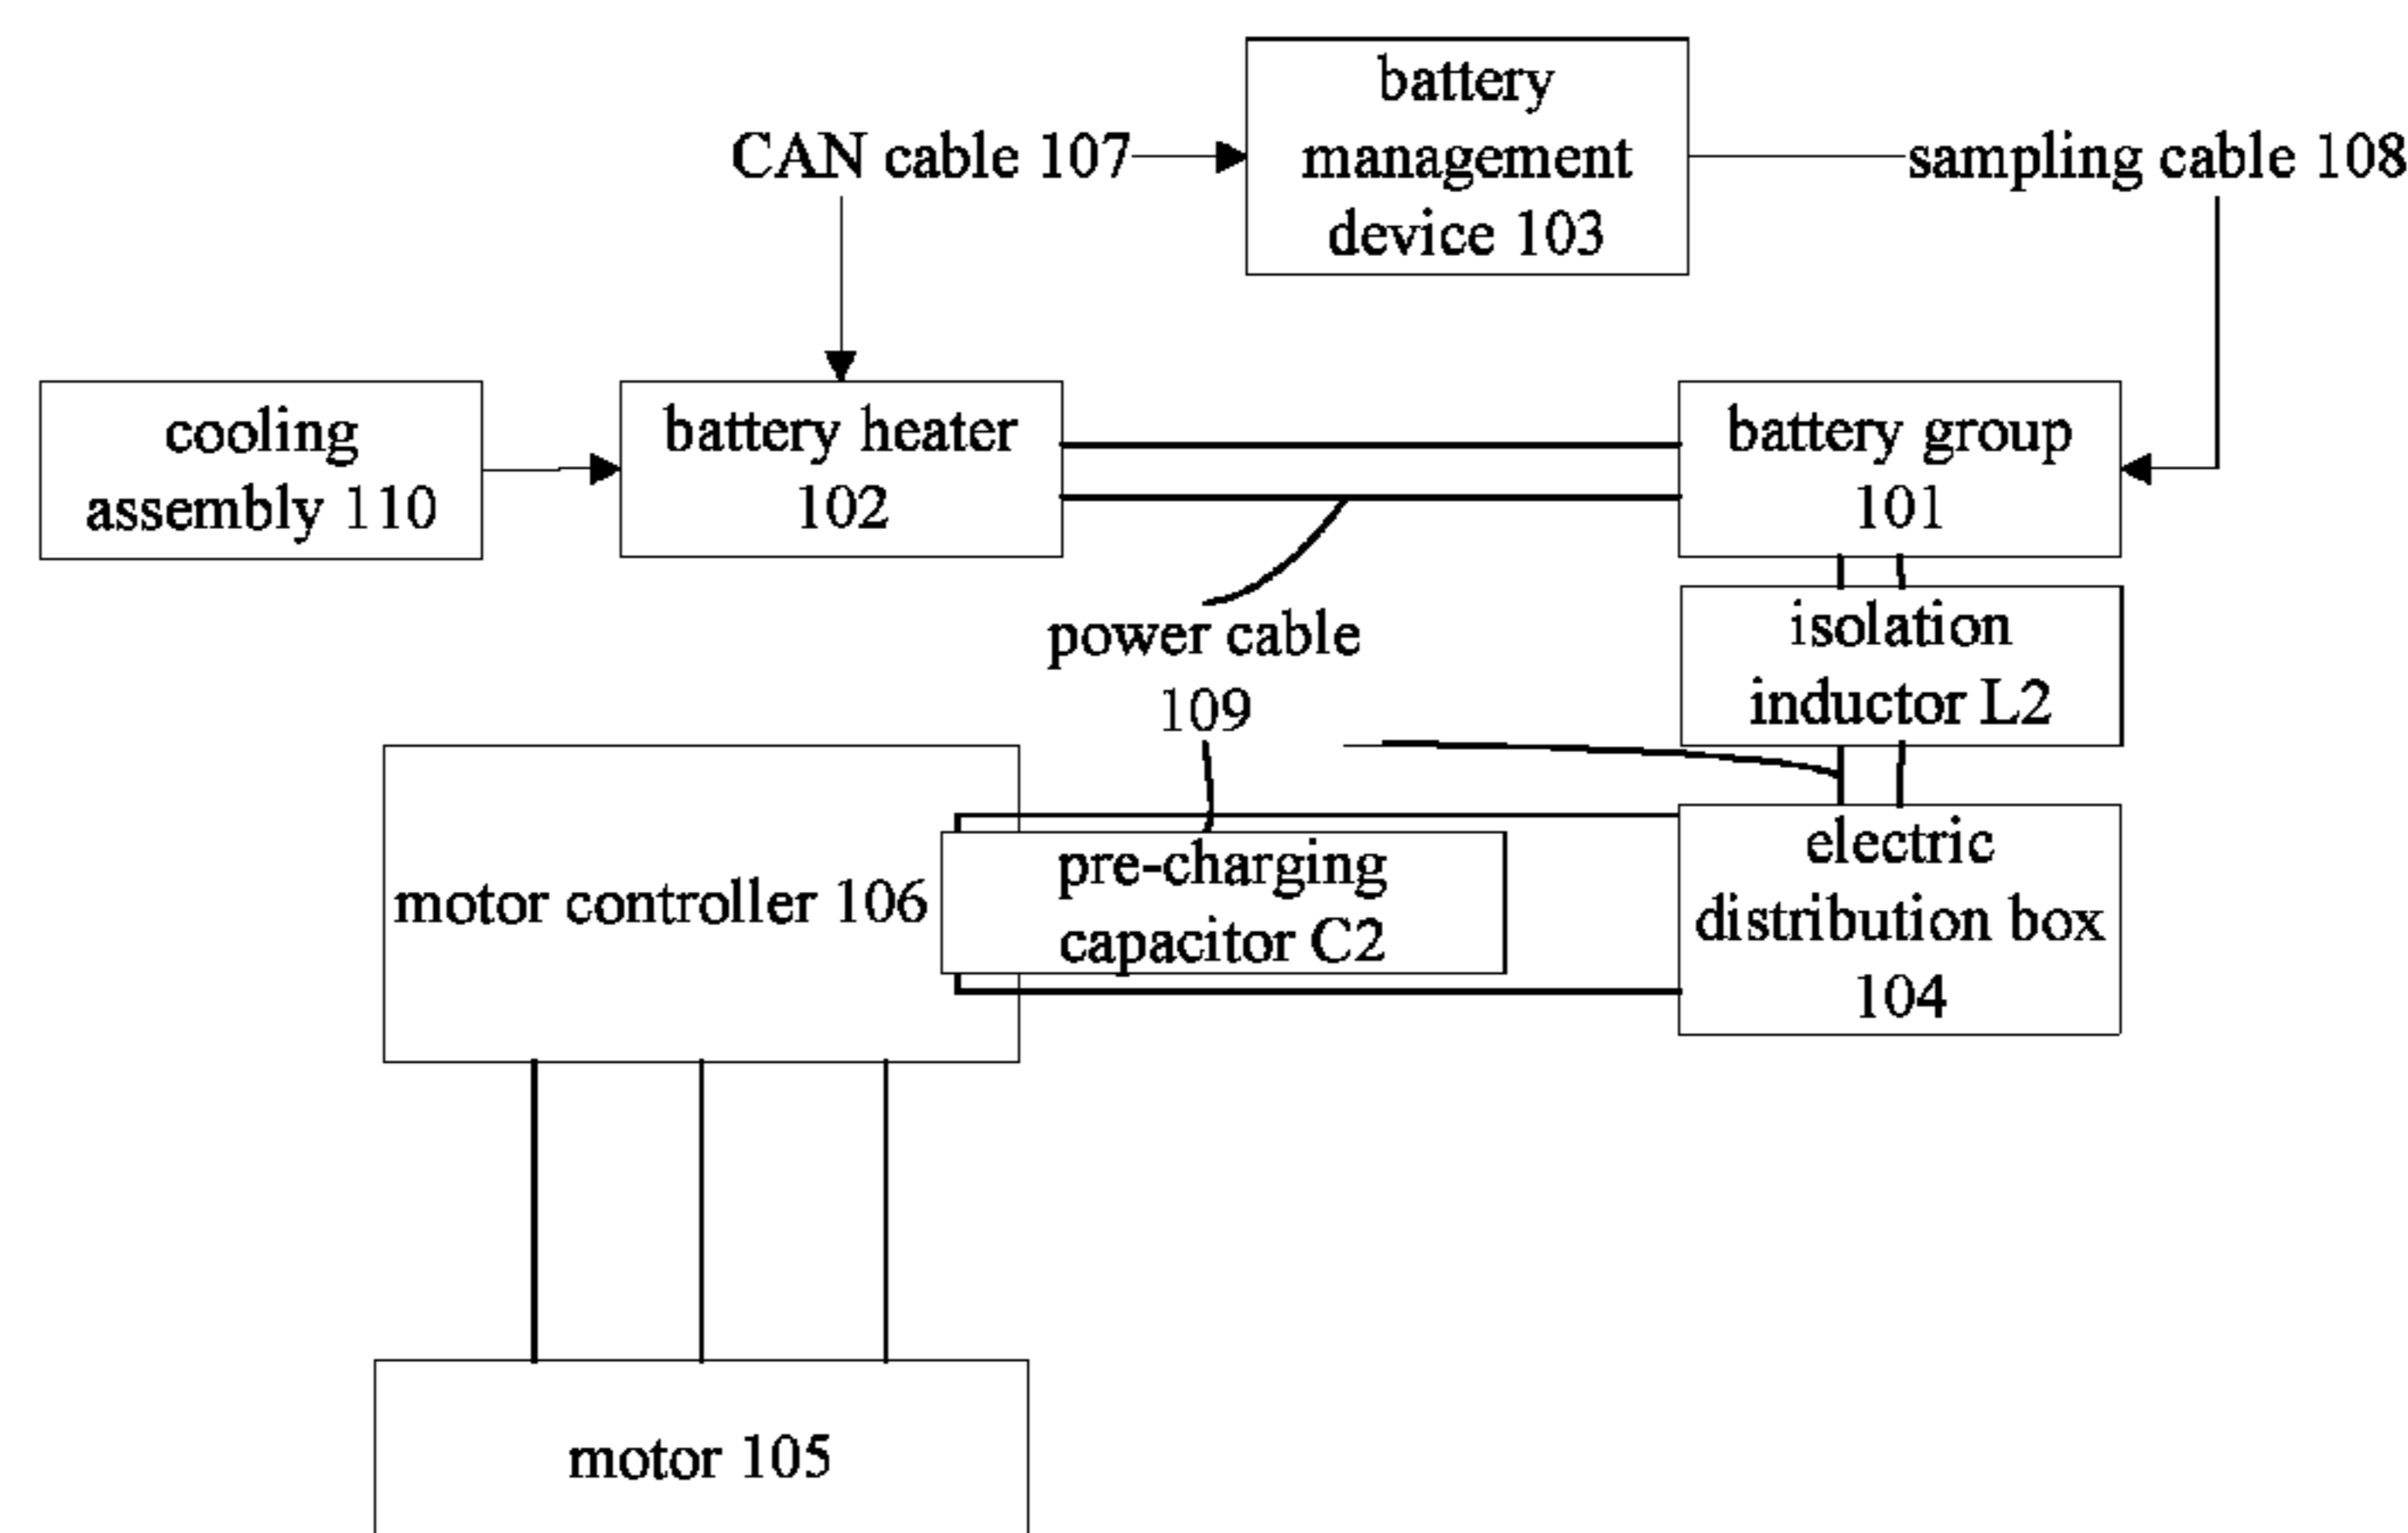 battery
management
device 103
CAN cable 107
sampling cable 108
cooling
assembly 110
battery heater
102
battery group
101
power cable
109
isolation
inductor L2
motor controller 106
pre-charging
capacitor C2
electric
distribution box
104
motor 105